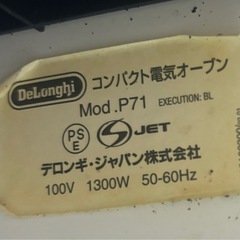 DeLonghi コンパクト電気オーブン
Mod.P71 EXECUTION: BL
PS
E
S JET
デロンギ・ジャパン株式会社
100V 1300W 50-60Hz